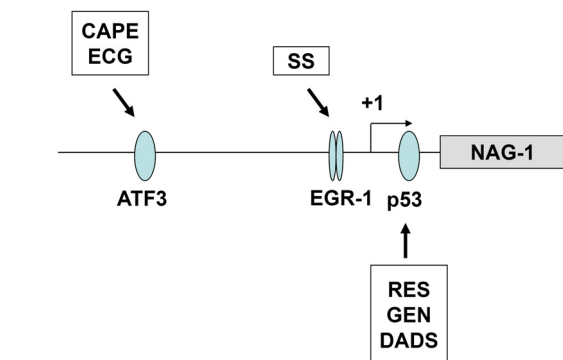 CAPE
ECG
SS
+1
NAG-1
ATF3
EGR-1
p53
RES
GEN
DADS